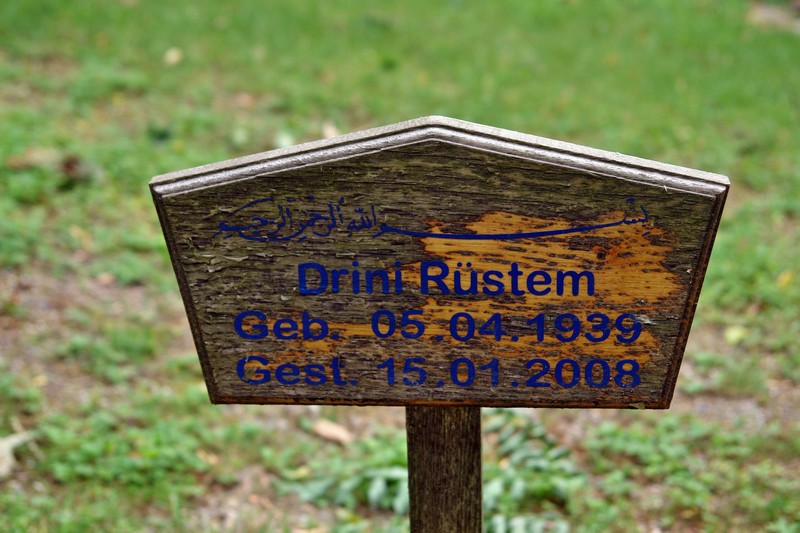 بسم الله الرحمن الرحيم
Drini Rüstem
Geb. 05.04.1939
Gest. 15.01.2008